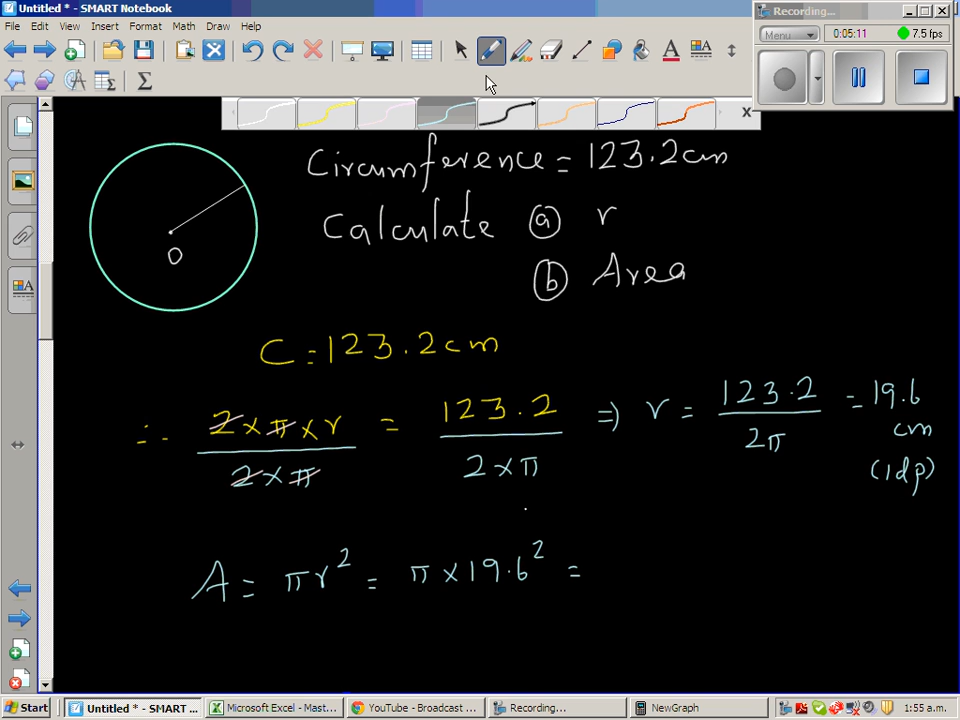 Untitled * - SMART Notebook
Recording...
File Edit View Insert Format Math Draw Help
Menu
0:05:11
7.5 fps
Circumference = 123.2cm
Calculate (a) r
(b) Area
O
C = 123.2cm
∴ 2 x π x r / 2 x π = 123.2 / 2 x π ⇒ r = 123.2 / 2π = 19.6 cm (1dp)
A = πr² = π x 19.6² =
Start
Untitled * - SMART ...
Microsoft Excel - Mast...
YouTube - Broadcast ...
Recording...
NewGraph
1:55 a.m.